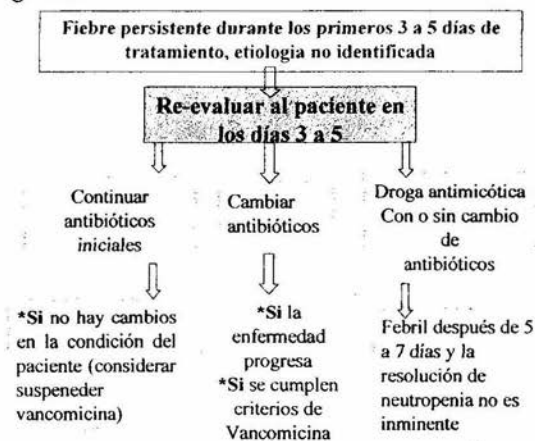 Fiebre persistente durante los primeros 3 a 5 días de
tratamiento, etiologia no identificada
Re-evaluar al paciente en
los días 3 a 5
Continuar
antibióticos
iniciales
*Si no hay cambios
en la condición del
paciente (considerar
suspeneder
vancomicina)
Cambiar
antibióticos
*Si la
enfermedad
progresa
*Si se cumplen
criterios de
Vancomicina
Droga antimicótica
Con o sin cambio
de
antibióticos
Febril después de 5
a 7 días y la
resolución de
neutropenia no es
inminente